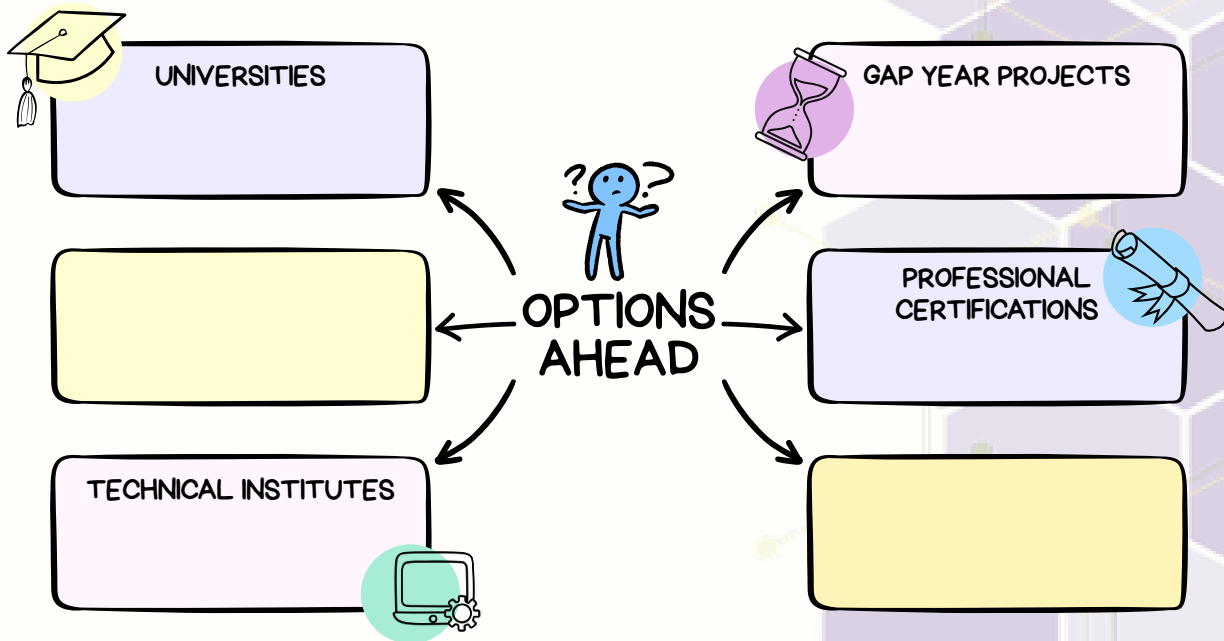 UNIVERSITIES
GAP YEAR PROJECTS
? ?
OPTIONS
AHEAD
PROFESSIONAL
CERTIFICATIONS
TECHNICAL INSTITUTES